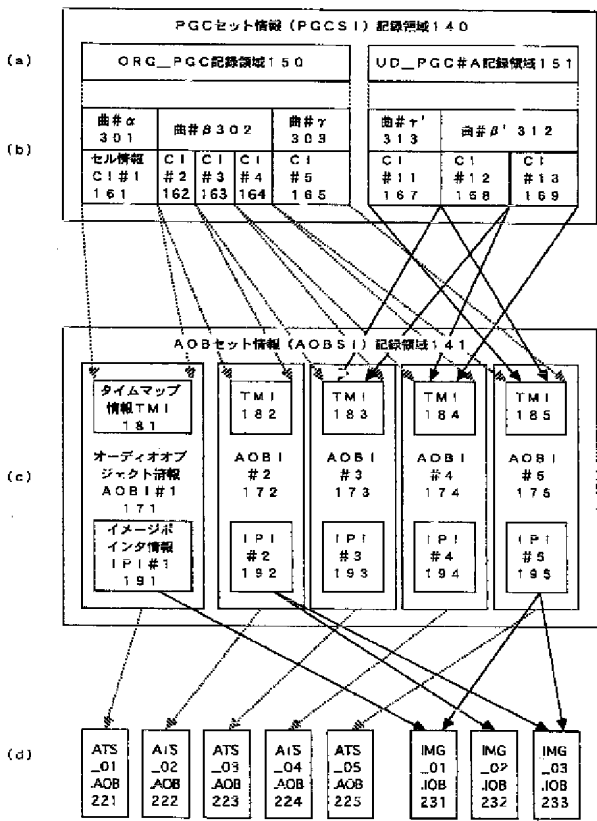 PGCセット情報（PGCSI）記録領域140
(a)
ORG_PGC記録領域150
UD_PGC#A記録領域151
(b)
曲#α
301
曲#β302
曲#γ
303
曲#γ'
313
曲#β'312
セル情報
CI#1
161
CI
#2
162
CI
#3
163
CI
#4
164
CI
#5
165
CI
#11
167
CI
#12
168
CI
#13
169
AOBセット情報（AOBSI）記録領域141
(c)
タイムマップ
情報TMI
181
オーディオオブ
ジェクト情報
AOBI#1
171
イメージポ
インタ情報
IPI#1
191
TMI
182
AOBI
#2
172
IPI
#2
192
TMI
183
AOBI
#3
173
IPI
#3
193
TMI
184
AOBI
#4
174
IPI
#4
194
TMI
185
AOBI
#5
175
IPI
#5
195
(d)
ATS
_01
.AOB
221
ATS
_02
.AOB
222
ATS
_03
.AOB
223
ATS
_04
.AOB
224
ATS
_05
.AOB
225
IMG
_01
.IOB
231
IMG
_02
.IOB
232
IMG
_03
.IOB
233